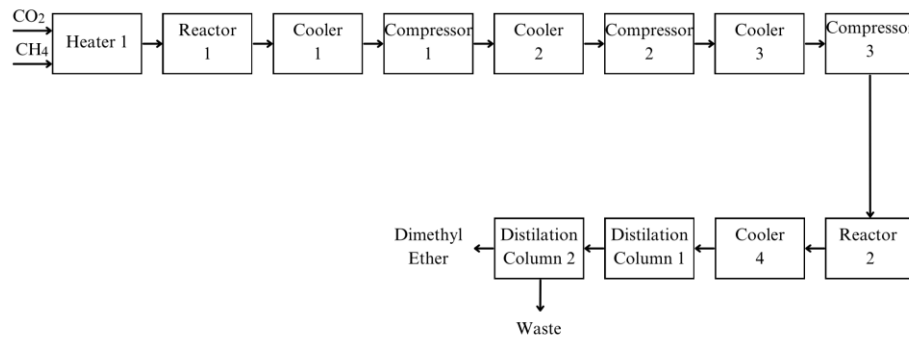 CO₂
CH₄
Heater 1
Reactor
1
Cooler
1
Compressor
1
Cooler
2
Compressor
2
Cooler
3
Compressor
3
Dimethyl
Ether
Distilation
Column 2
Distilation
Column 1
Cooler
4
Reactor
2
Waste